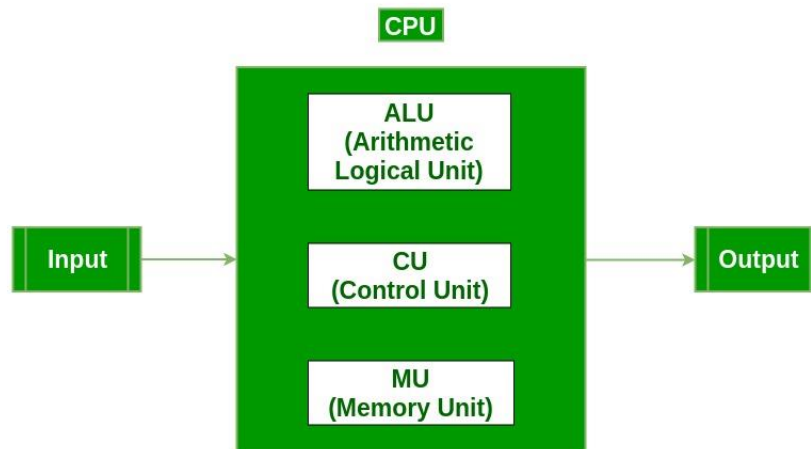 CPU
ALU
(Arithmetic
Logical Unit)
Input
CU
(Control Unit)
Output
MU
(Memory Unit)